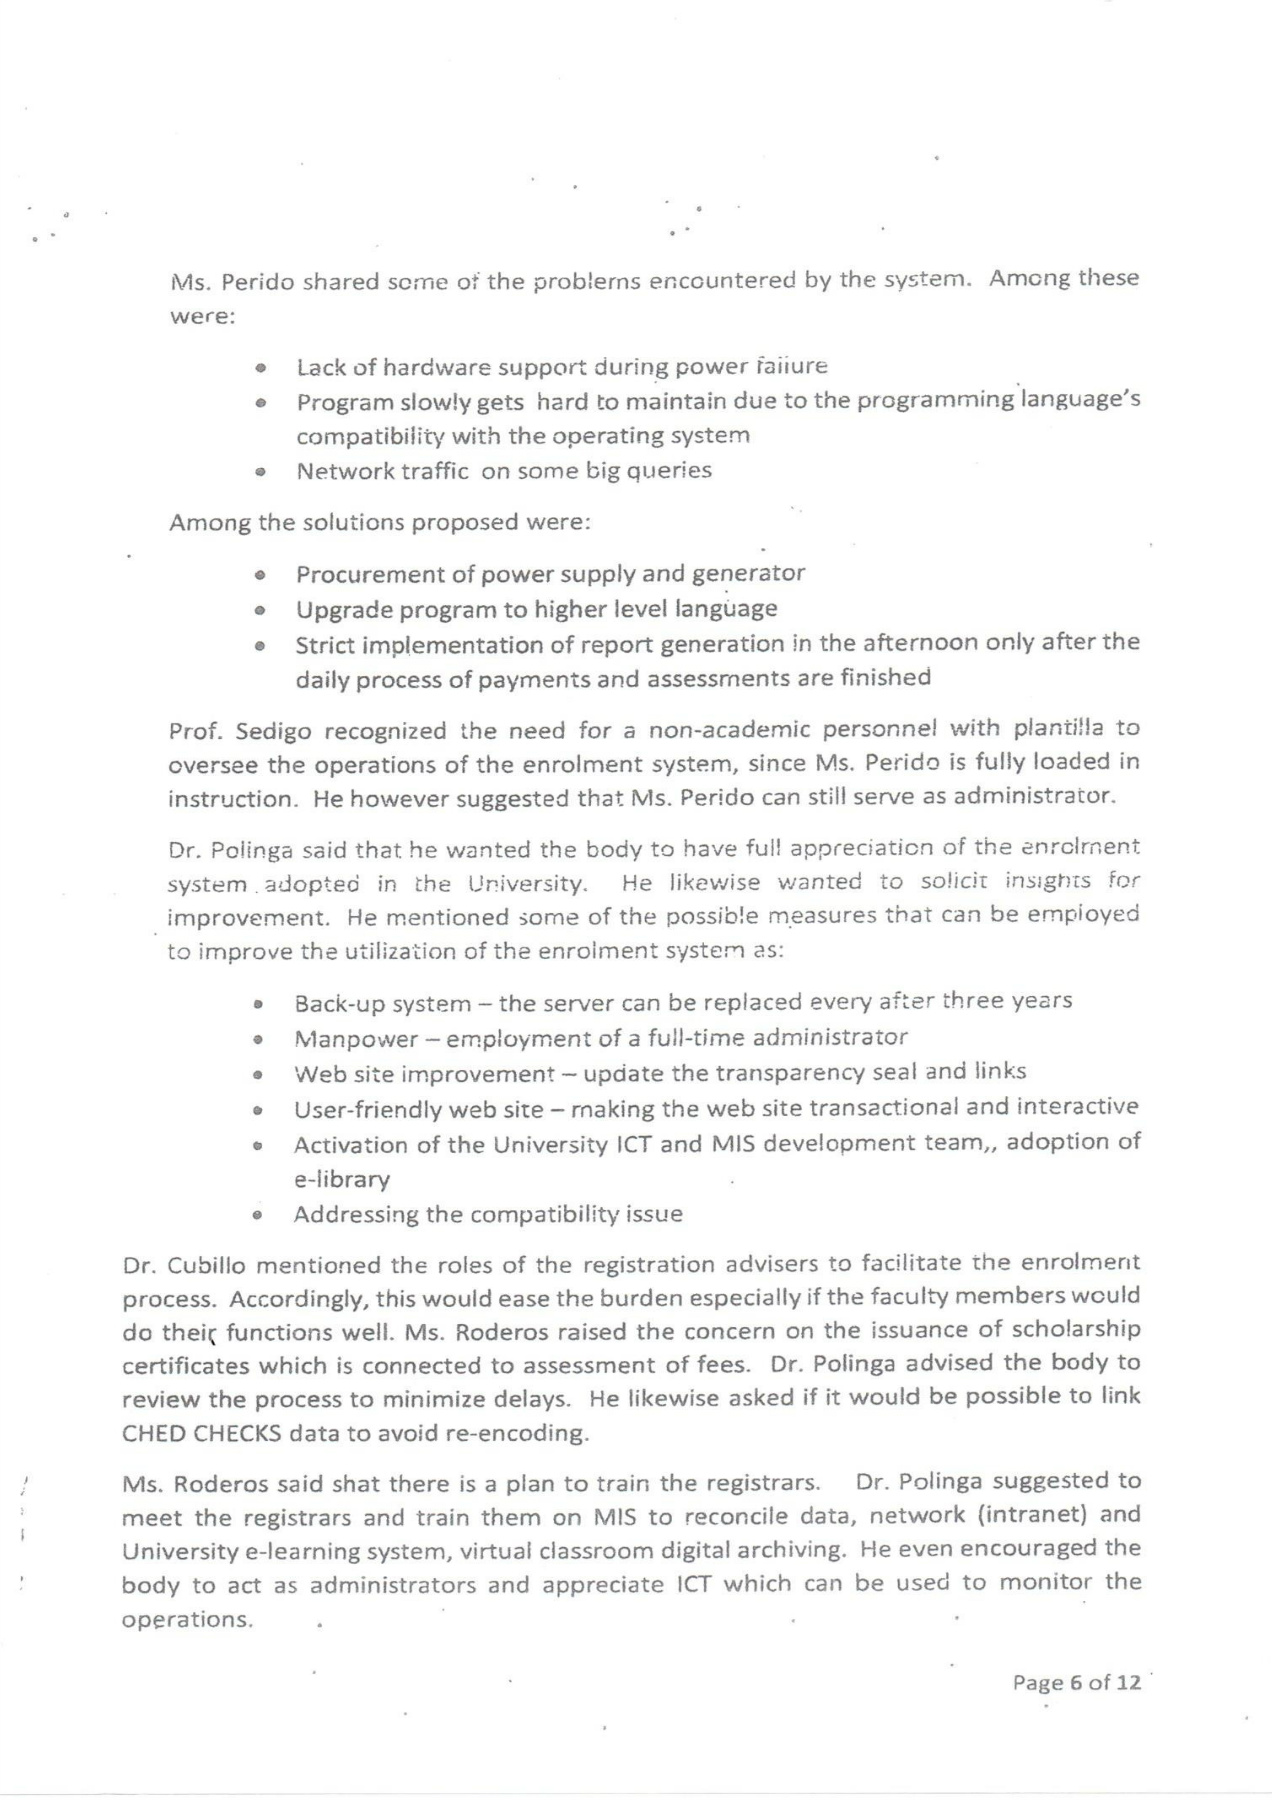 Ms. Perido shared some of the problems encountered by the system. Among these
were:
• Lack of hardware support during power failure
• Program slowly gets hard to maintain due to the programming language's
compatibility with the operating system
• Network traffic on some big queries
Among the solutions proposed were:
• Procurement of power supply and generator
• Upgrade program to higher level language
• Strict implementation of report generation in the afternoon only after the
daily process of payments and assessments are finished
Prof. Sedigo recognized the need for a non-academic personnel with plantilla to
oversee the operations of the enrolment system, since Ms. Perido is fully loaded in
instruction. He however suggested that Ms. Perido can still serve as administrator.
Dr. Polinga said that he wanted the body to have full appreciation of the enrolment
system adopted in the University. He likewise wanted to solicit insights for
improvement. He mentioned some of the possible measures that can be employed
to improve the utilization of the enrolment system as:
• Back-up system – the server can be replaced every after three years
• Manpower – employment of a full-time administrator
• Web site improvement – update the transparency seal and links
• User-friendly web site – making the web site transactional and interactive
• Activation of the University ICT and MIS development team,, adoption of
e-library
• Addressing the compatibility issue
Dr. Cubillo mentioned the roles of the registration advisers to facilitate the enrolment
process. Accordingly, this would ease the burden especially if the faculty members would
do their functions well. Ms. Roderos raised the concern on the issuance of scholarship
certificates which is connected to assessment of fees. Dr. Polinga advised the body to
review the process to minimize delays. He likewise asked if it would be possible to link
CHED CHECKS data to avoid re-encoding.
Ms. Roderos said shat there is a plan to train the registrars. Dr. Polinga suggested to
meet the registrars and train them on MIS to reconcile data, network (intranet) and
University e-learning system, virtual classroom digital archiving. He even encouraged the
body to act as administrators and appreciate ICT which can be used to monitor the
operations.
Page 6 of 12